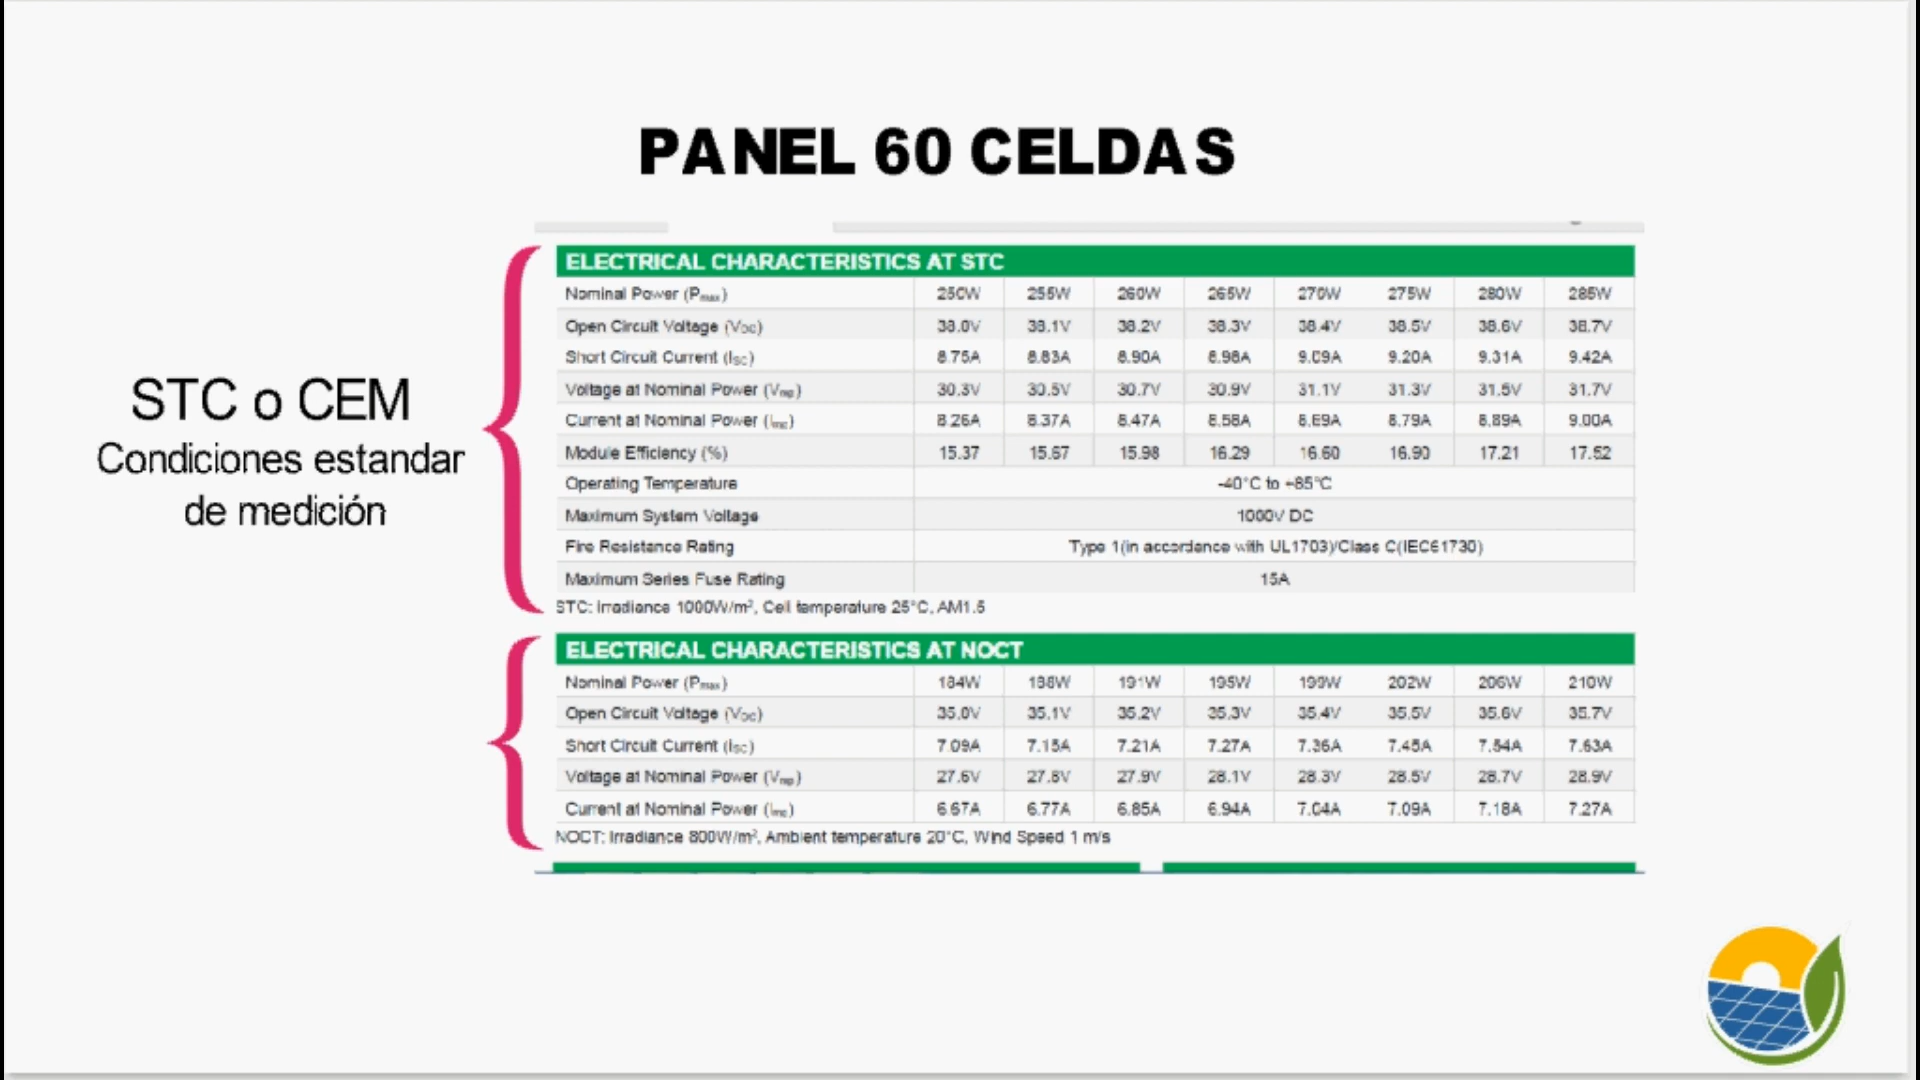 PANEL 60 CELDAS
STC o CEM
Condiciones estandar
de medición
ELECTRICAL CHARACTERISTICS AT STC
Nominal Power (Pmax) 250W 255W 260W 265W 270W 275W 280W 285W
Open Circuit Voltage (VOC) 38.0V 38.1V 38.2V 38.3V 38.4V 38.5V 38.6V 38.7V
Short Circuit Current (ISC) 8.75A 8.83A 8.90A 8.98A 9.09A 9.20A 9.31A 9.42A
Voltage at Nominal Power (Vmp) 30.3V 30.5V 30.7V 30.9V 31.1V 31.3V 31.5V 31.7V
Current at Nominal Power (Imp) 8.26A 8.37A 8.47A 8.58A 8.69A 8.79A 8.89A 9.00A
Module Efficiency (%) 15.37 15.67 15.98 16.29 16.60 16.90 17.21 17.52
Operating Temperature -40°C to +85°C
Maximum System Voltage 1000V DC
Fire Resistance Rating Type 1(in accordance with UL1703)/Class C(IEC61730)
Maximum Series Fuse Rating 15A
STC: Irradiance 1000W/m², Cell temperature 25°C, AM1.5
ELECTRICAL CHARACTERISTICS AT NOCT
Nominal Power (Pmax) 184W 188W 191W 195W 199W 202W 206W 210W
Open Circuit Voltage (VOC) 35.0V 35.1V 35.2V 35.3V 35.4V 35.5V 35.6V 35.7V
Short Circuit Current (ISC) 7.09A 7.15A 7.21A 7.27A 7.36A 7.45A 7.54A 7.63A
Voltage at Nominal Power (Vmp) 27.6V 27.8V 27.9V 28.1V 28.3V 28.5V 28.7V 28.9V
Current at Nominal Power (Imp) 6.67A 6.77A 6.85A 6.94A 7.04A 7.09A 7.18A 7.27A
NOCT: Irradiance 800W/m², Ambient temperature 20°C, Wind Speed 1 m/s